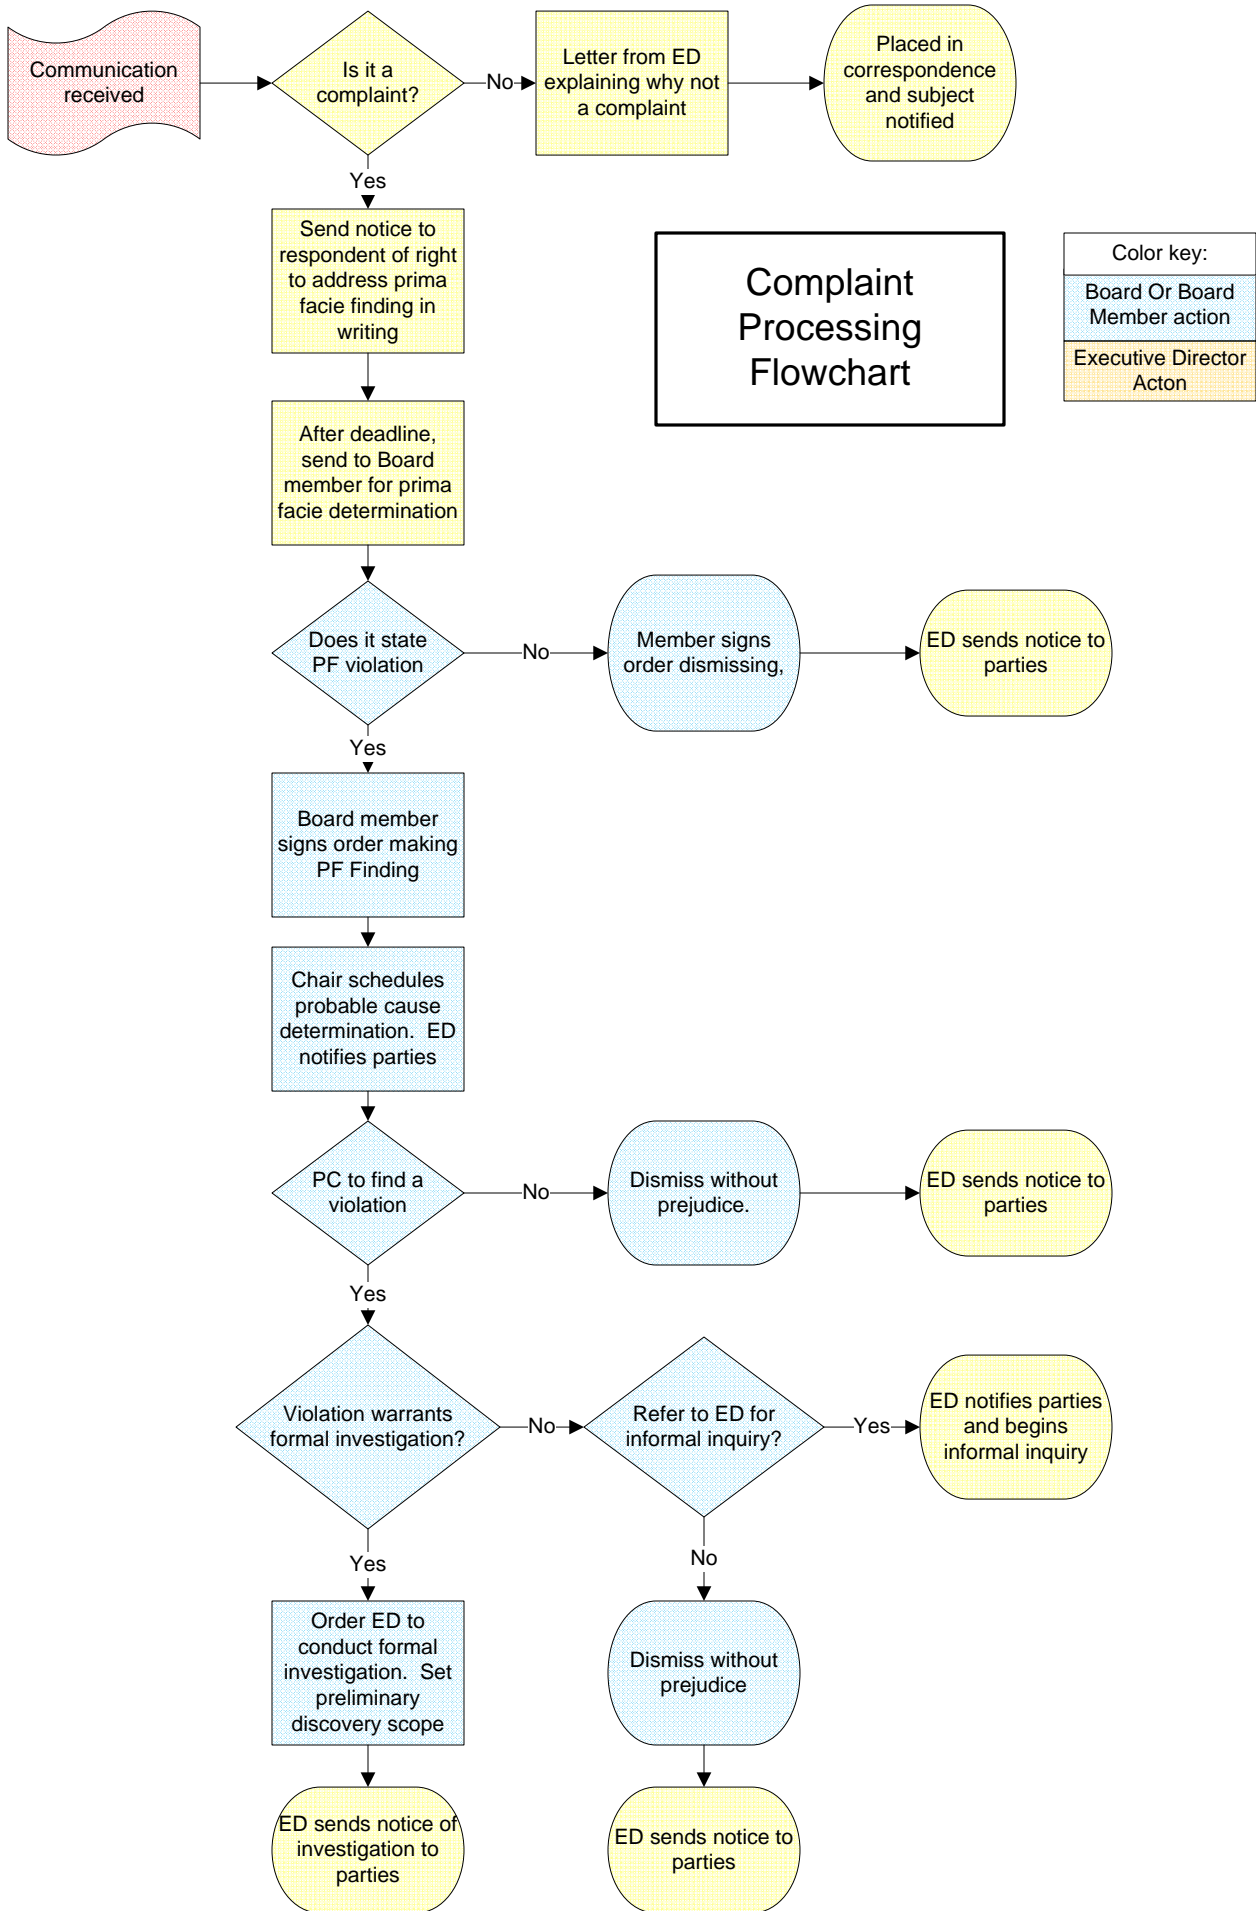 Communication
received
Is it a
complaint?
No
Letter from ED
explaining why not
a complaint
Placed in
correspondence
and subject
notified
Yes
Send notice to
respondent of right
to address prima
facie finding in
writing
Complaint
Processing
Flowchart
Color key:
Board Or Board
Member action
Executive Director
Acton
After deadline,
send to Board
member for prima
facie determination
Does it state
PF violation
No
Member signs
order dismissing,
ED sends notice to
parties
Yes
Board member
signs order making
PF Finding
Chair schedules
probable cause
determination.  ED
notifies parties
PC to find a
violation
No
Dismiss without
prejudice.
ED sends notice to
parties
Yes
Violation warrants
formal investigation?
No
Refer to ED for
informal inquiry?
Yes
ED notifies parties
and begins
informal inquiry
Yes
No
Order ED to
conduct formal
investigation.  Set
preliminary
discovery scope
Dismiss without
prejudice
ED sends notice of
investigation to
parties
ED sends notice to
parties